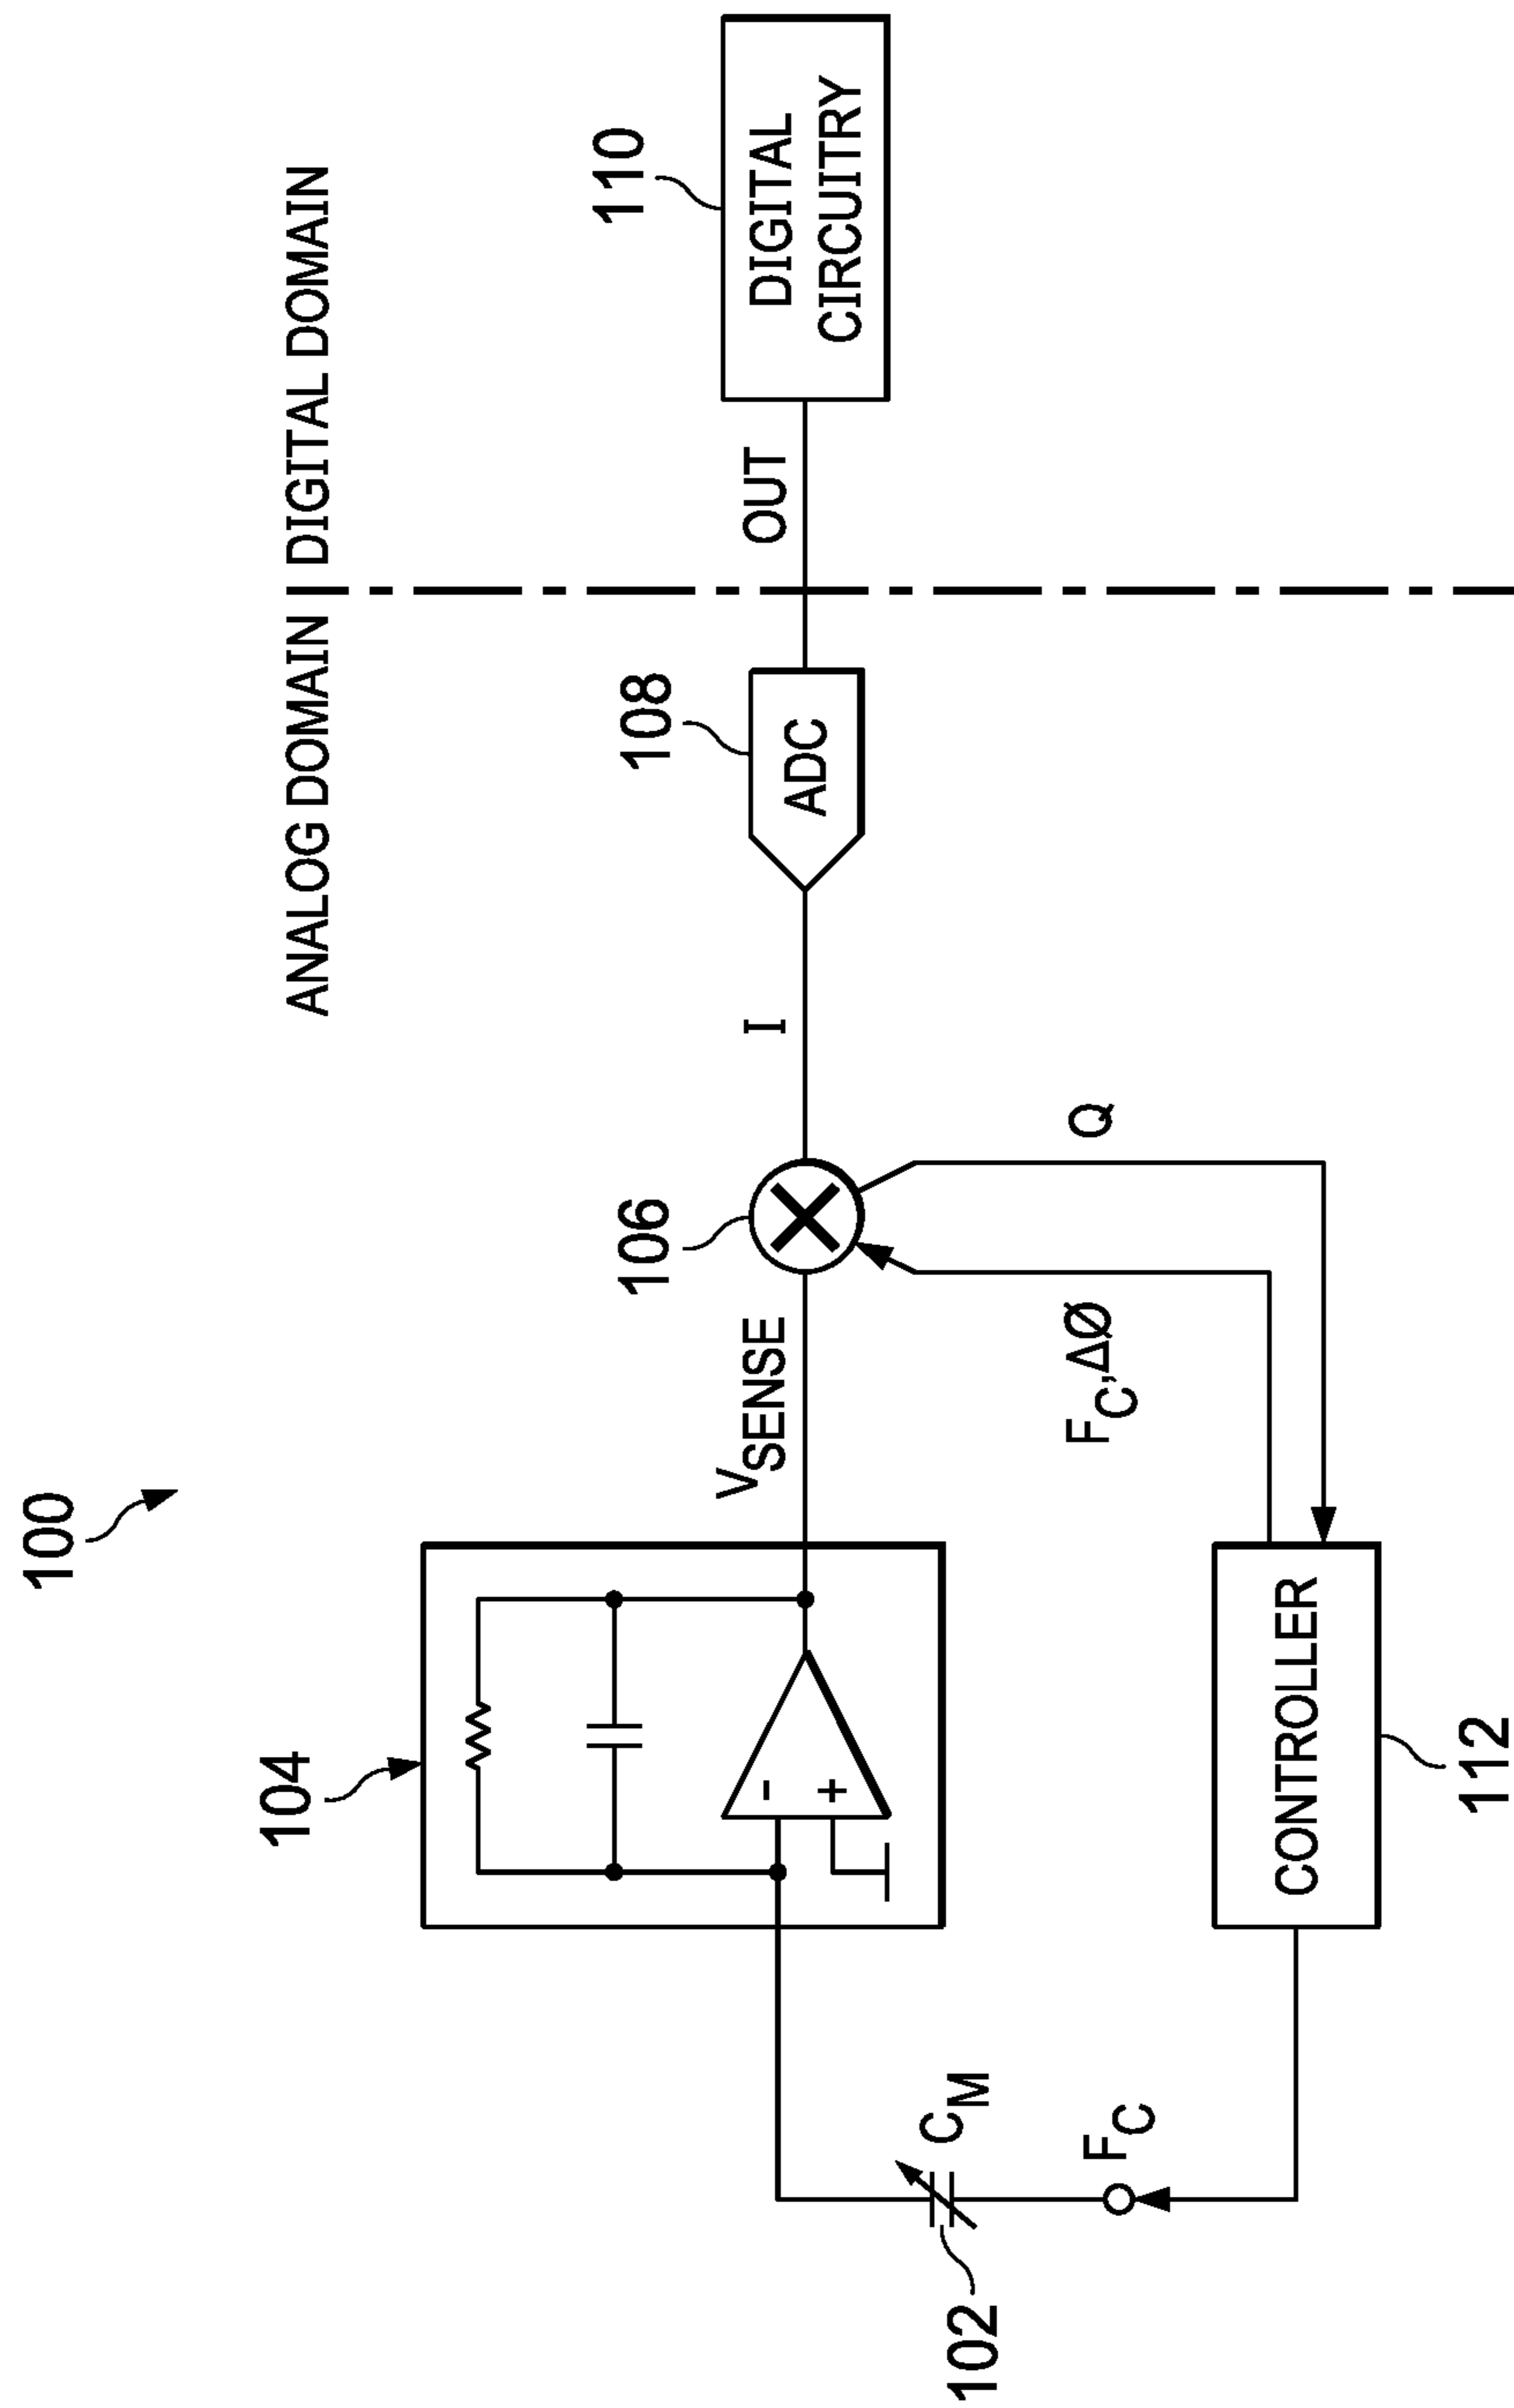 100
ANALOG DOMAIN | DIGITAL DOMAIN
104
-
+
VSENSE
106
I
108
ADC
OUT
110
DIGITAL
CIRCUITRY
102
CM
FC
FC,ΔØ
Q
CONTROLLER
112